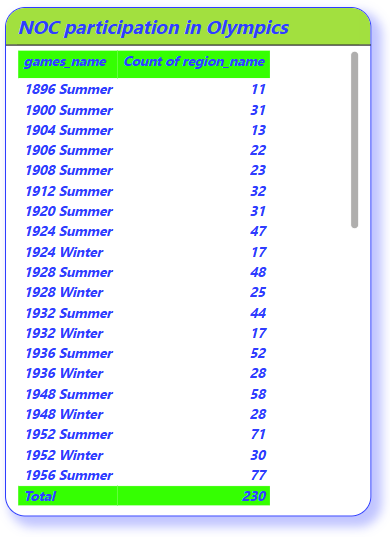 NOC participation in Olympics
games_name Count of region_name
1896 Summer 11
1900 Summer 31
1904 Summer 13
1906 Summer 22
1908 Summer 23
1912 Summer 32
1920 Summer 31
1924 Summer 47
1924 Winter 17
1928 Summer 48
1928 Winter 25
1932 Summer 44
1932 Winter 17
1936 Summer 52
1936 Winter 28
1948 Summer 58
1948 Winter 28
1952 Summer 71
1952 Winter 30
1956 Summer 77
Total 230